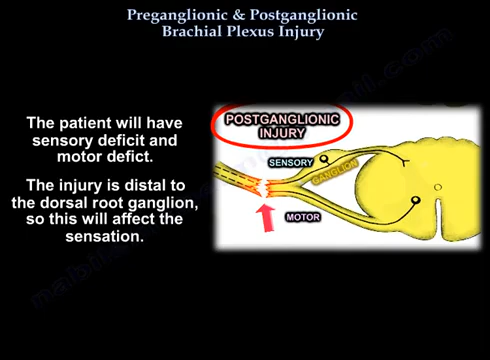 Preganglionic & Postganglionic
Brachial Plexus Injury
The patient will have
sensory deficit and
motor defict.
The injury is distal to
the dorsal root ganglion,
so this will affect the
sensation.
POSTGANGLIONIC
INJURY
SENSORY
GANGLION
MOTOR